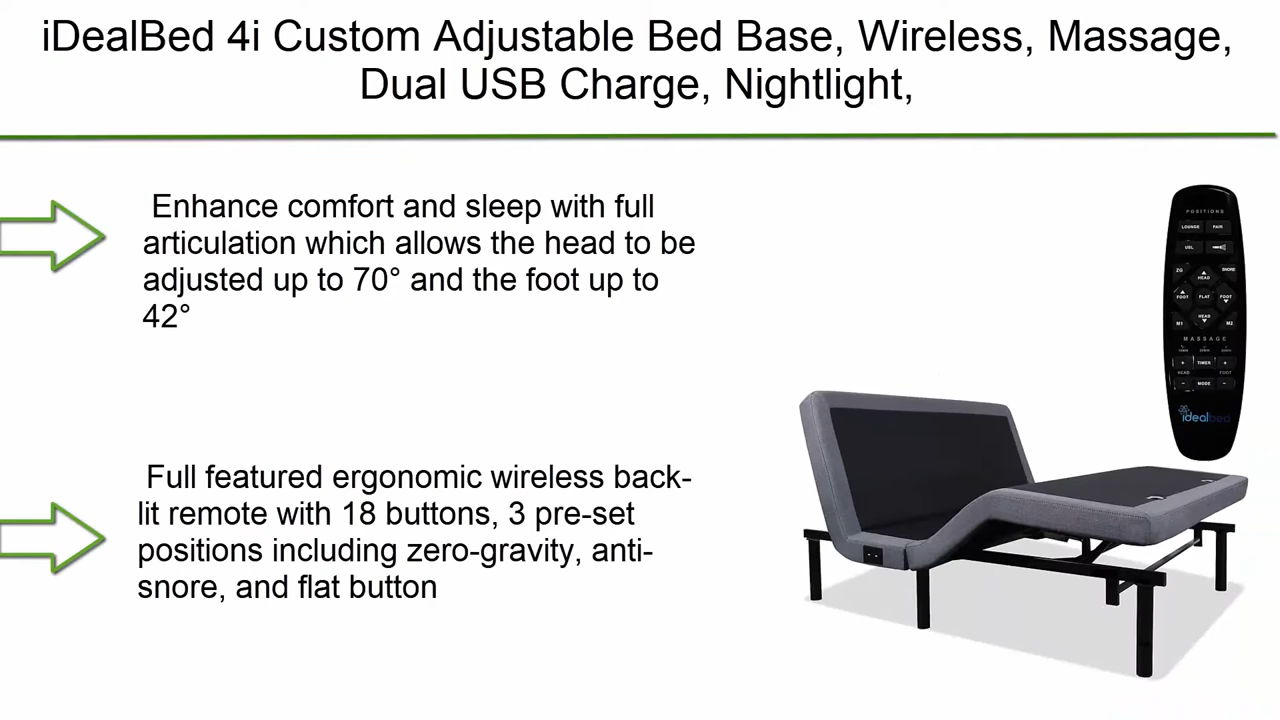 iDealBed 4i Custom Adjustable Bed Base, Wireless, Massage,
Dual USB Charge, Nightlight,
Enhance comfort and sleep with full
articulation which allows the head to be
adjusted up to 70° and the foot up to
42°
Full featured ergonomic wireless back-
lit remote with 18 buttons, 3 pre-set
positions including zero-gravity, anti-
snore, and flat button
POSITIONS
LOUNGE
UBL
ZG HEAD SNORE
FOOT FLAT FOOT
M1 HEAD M2
MASSAGE
+ TIMER +
HEAD FOOT
- MODE -
idealbed